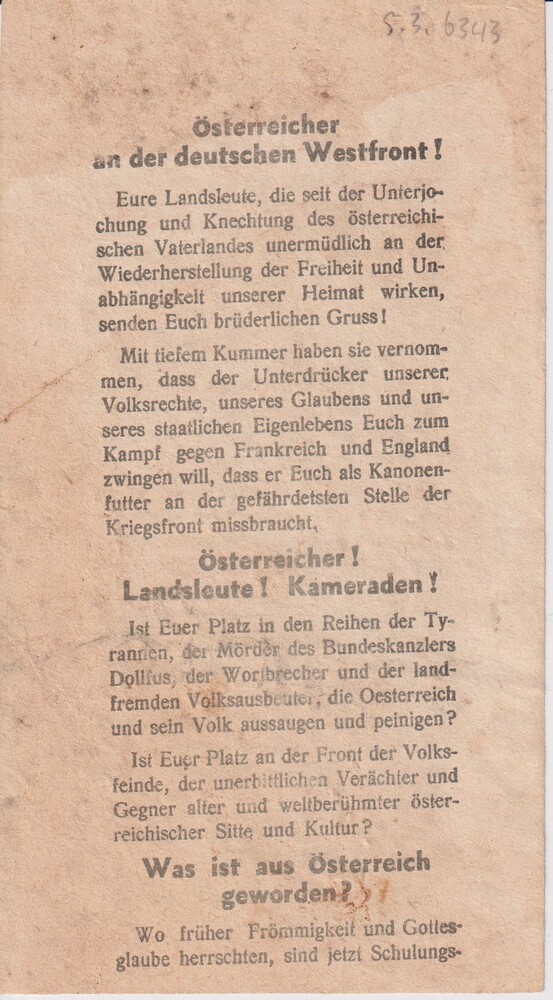 S. 3. 6343
Österreicher
an der deutschen Westfront!
Eure Landsleute, die seit der Unterjo-
chung und Knechtung des österreichi-
schen Vaterlandes unermüdlich an der
Wiederherstellung der Freiheit und Un-
abhängigkeit unserer Heimat wirken,
senden Euch brüderlichen Gruss!
Mit tiefem Kummer haben sie vernom-
men, dass der Unterdrücker unserer
Volksrechte, unseres Glaubens und un-
seres staatlichen Eigenlebens Euch zum
Kampf gegen Frankreich und England
zwingen will, dass er Euch als Kanonen-
futter an der gefährdetsten Stelle der
Kriegsfront missbraucht.
Österreicher!
Landsleute! Kameraden!
Ist Euer Platz in den Reihen der Ty-
rannen, der Mörder des Bundeskanzlers
Dollfus, der Wortbrecher und der land-
fremden Volksausbeuter, die Oesterreich
und sein Volk aussaugen und peinigen?
Ist Euer Platz an der Front der Volks-
feinde, der unerbittlichen Verächter und
Gegner alter und weltberühmter öster-
reichischer Sitte und Kultur?
Was ist aus Österreich
geworden?
Wo früher Frömmigkeit und Gottes-
glaube herrschten, sind jetzt Schulungs-